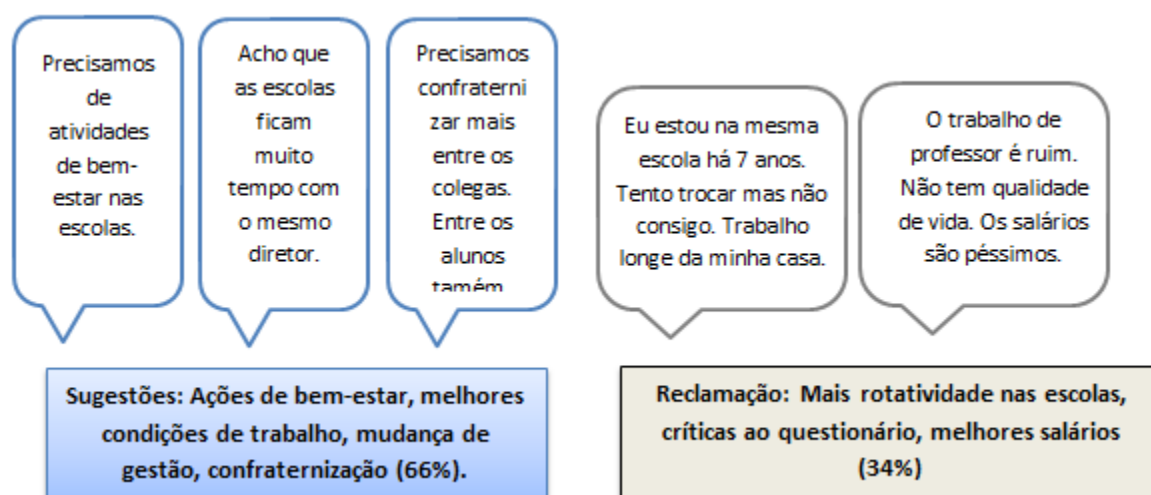 Precisamos
de
atividades
de bem-
estar nas
escolas.
Acho que
as escolas
ficam
muito
tempo com
o mesmo
diretor.
Precisamos
confraterni
zar mais
entre os
colegas.
Entre os
alunos
tamém
Eu estou na mesma
escola há 7 anos.
Tento trocar mas não
consigo. Trabalho
longe da minha casa.
O trabalho de
professor é ruim.
Não tem qualidade
de vida. Os salários
são péssimos.
Sugestões: Ações de bem-estar, melhores
condições de trabalho, mudança de
gestão, confraternização (66%).
Reclamação: Mais rotatividade nas escolas,
críticas ao questionário, melhores salários
(34%)